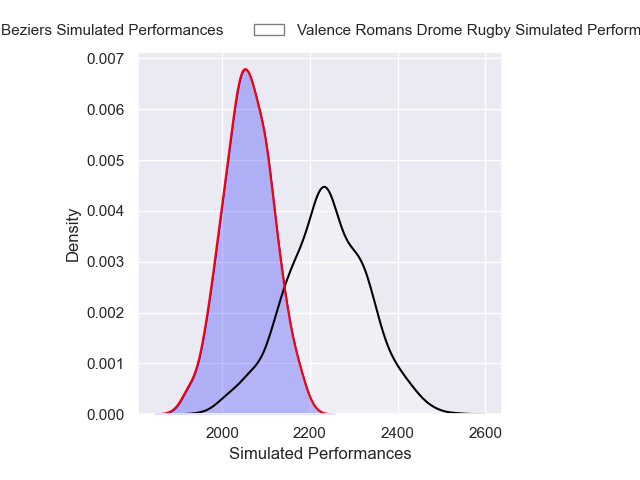 Beziers Simulated Performances
Valence Romans Drome Rugby Simulated Perform
0.007
0.006
0.005
0.004
0.003
0.002
0.001
0.000
Density
2000 2200 2400 2600
Simulated Performances